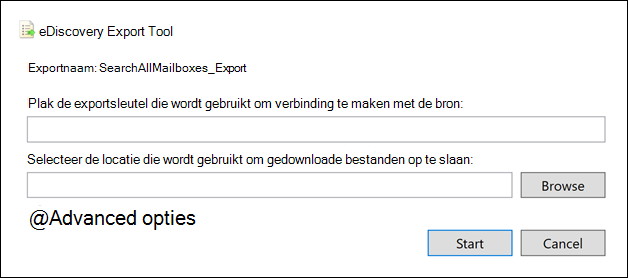 eDiscovery Export Tool
Exportnaam: SearchAllMailboxes_Export
Plak de exportsleutel die wordt gebruikt om verbinding te maken met de bron:
Selecteer de locatie die wordt gebruikt om gedownloade bestanden op te slaan:
Browse
@Advanced opties
Start Cancel